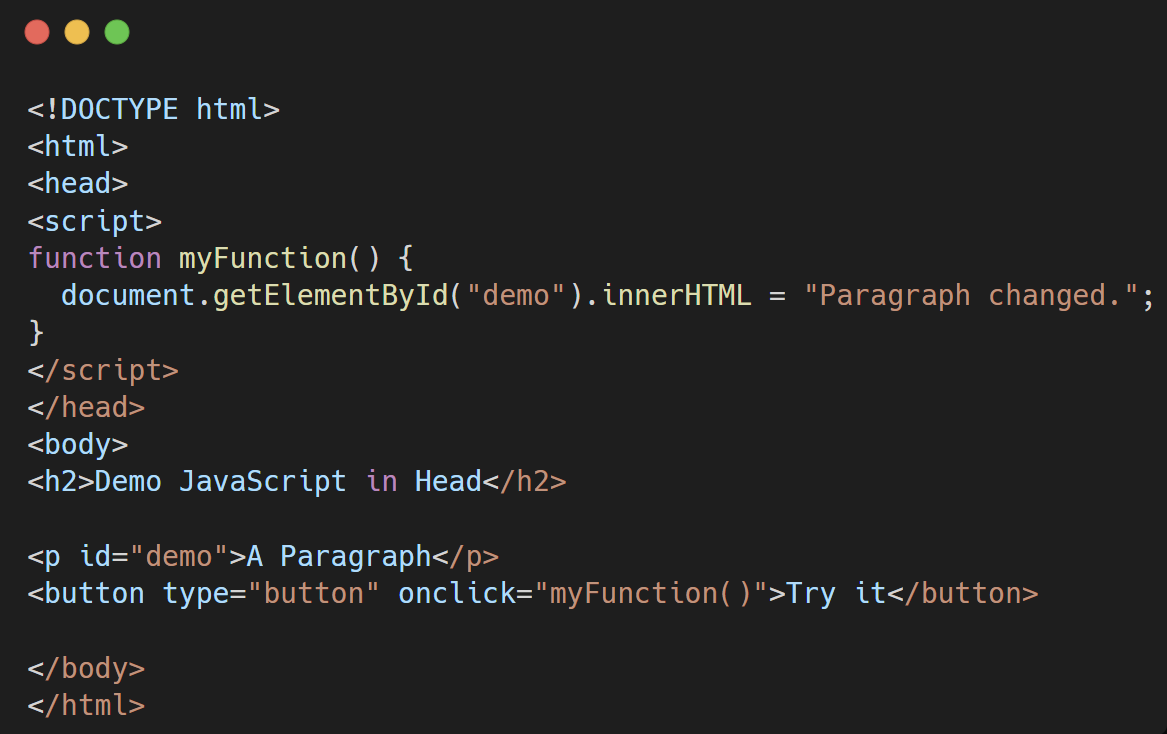 <!DOCTYPE html>
<html>
<head>
<script>
function myFunction() {
  document.getElementById("demo").innerHTML = "Paragraph changed.";
}
</script>
</head>
<body>
<h2>Demo JavaScript in Head</h2>

<p id="demo">A Paragraph</p>
<button type="button" onclick="myFunction()">Try it</button>

</body>
</html>